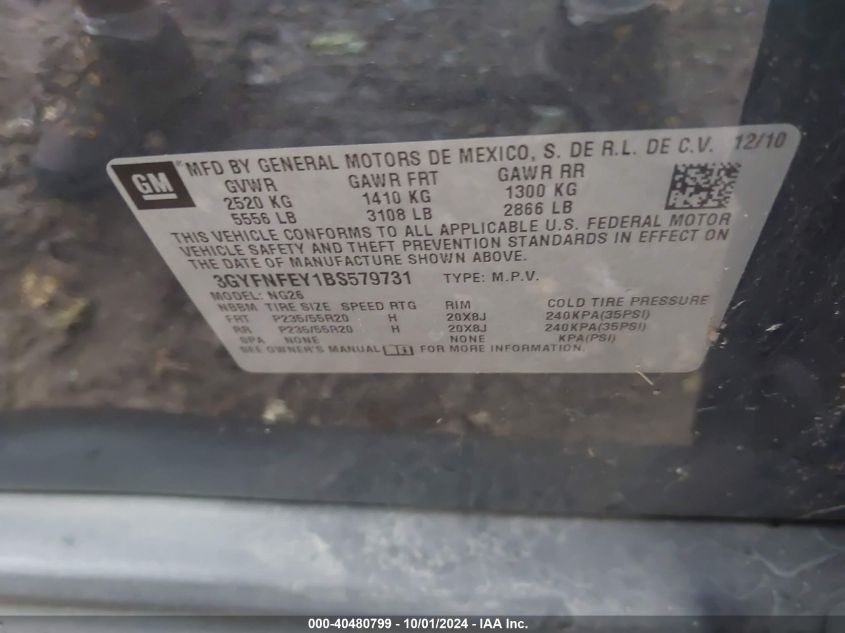 GM
MFD BY GENERAL MOTORS DE MEXICO, S. DE R.L. DE C.V. 12/10
GVWR GAWR FRT GAWR RR
2520 KG 1410 KG 1300 KG
5556 LB 3108 LB 2866 LB
THIS VEHICLE CONFORMS TO ALL APPLICABLE U.S. FEDERAL MOTOR
VEHICLE SAFETY AND THEFT PREVENTION STANDARDS IN EFFECT ON
THE DATE OF MANUFACTURE SHOWN ABOVE.
3GYFNFEY1BS579731 TYPE: M.P.V.
MODEL: NG26
NBBM TIRE SIZE SPEED RTG RIM COLD TIRE PRESSURE
FRT P235/55R20 H 20X8J 240KPA(35PSI)
RR P235/55R20 H 20X8J 240KPA(35PSI)
SPA NONE NONE KPA(PSI)
SEE OWNER'S MANUAL FOR MORE INFORMATION.
000-40480799 - 10/01/2024 - IAA Inc.